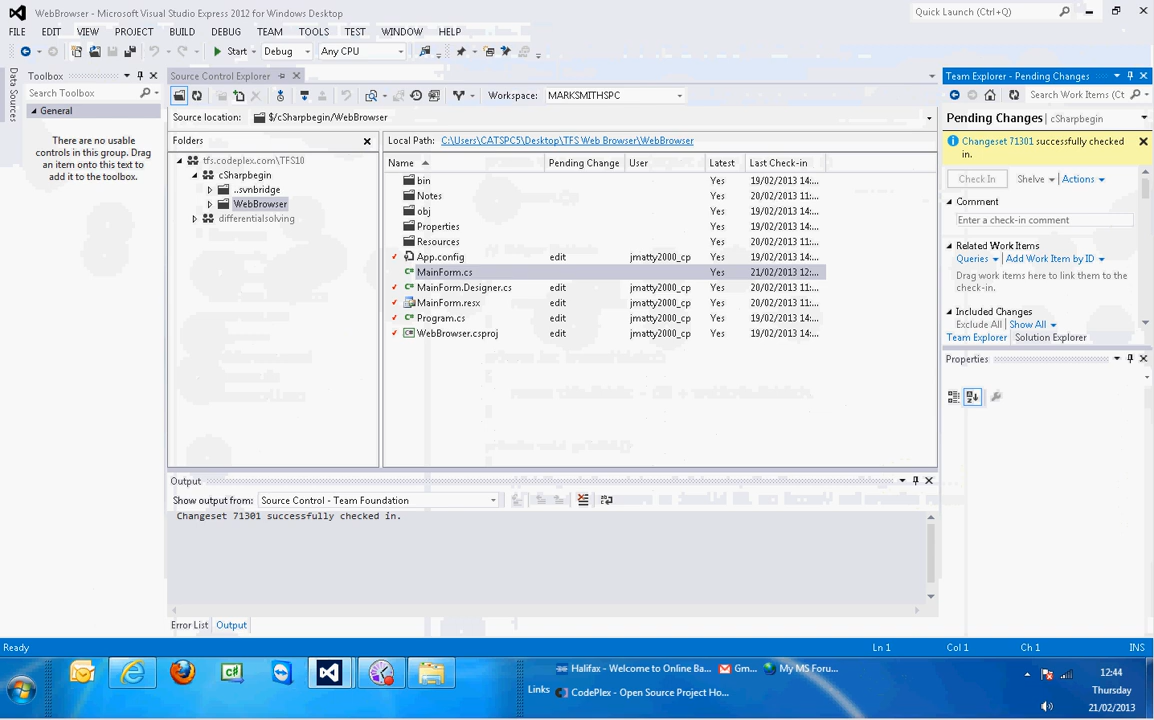 WebBrowser - Microsoft Visual Studio Express 2012 for Windows Desktop
Quick Launch (Ctrl+Q)
FILE EDIT VIEW PROJECT BUILD DEBUG TEAM TOOLS TEST WINDOW HELP
Start Debug Any CPU
Data Sources
Toolbox
Search Toolbox
General
There are no usable
controls in this group. Drag
an item onto this text to
add it to the toolbox.
Source Control Explorer
Workspace: MARKSMITHSPC
Source location: $/cSharpbegin/WebBrowser
Folders
tfs.codeplex.com\TFS10
cSharpbegin
..svnbridge
WebBrowser
differentialsolving
Local Path: C:\Users\CATSPC5\Desktop\TFS Web Browser\WebBrowser
Name Pending Change User Latest Last Check-in
bin Yes 19/02/2013 14:...
Notes Yes 20/02/2013 11:...
obj Yes 19/02/2013 14:...
Properties Yes 19/02/2013 14:...
Resources Yes 20/02/2013 11:...
App.config edit jmatty2000_cp Yes 19/02/2013 14:...
MainForm.cs Yes 21/02/2013 12:...
MainForm.Designer.cs edit jmatty2000_cp Yes 20/02/2013 11:...
MainForm.resx edit jmatty2000_cp Yes 20/02/2013 11:...
Program.cs edit jmatty2000_cp Yes 19/02/2013 14:...
WebBrowser.csproj edit jmatty2000_cp Yes 19/02/2013 14:...
Team Explorer - Pending Changes
Search Work Items (Ct
Pending Changes | cSharpbegin
Changeset 71301 successfully checked
in.
Check In Shelve Actions
Comment
Enter a check-in comment
Related Work Items
Queries Add Work Item by ID
Drag work items here to link them to the
check-in.
Included Changes
Exclude All Show All
Team Explorer Solution Explorer
Properties
Output
Show output from: Source Control - Team Foundation
Changeset 71301 successfully checked in.
Error List Output
Ready Ln 1 Col 1 Ch 1 INS
Links
Halifax - Welcome to Online Ba... Gm... My MS Foru...
CodePlex - Open Source Project Ho...
12:44
Thursday
21/02/2013